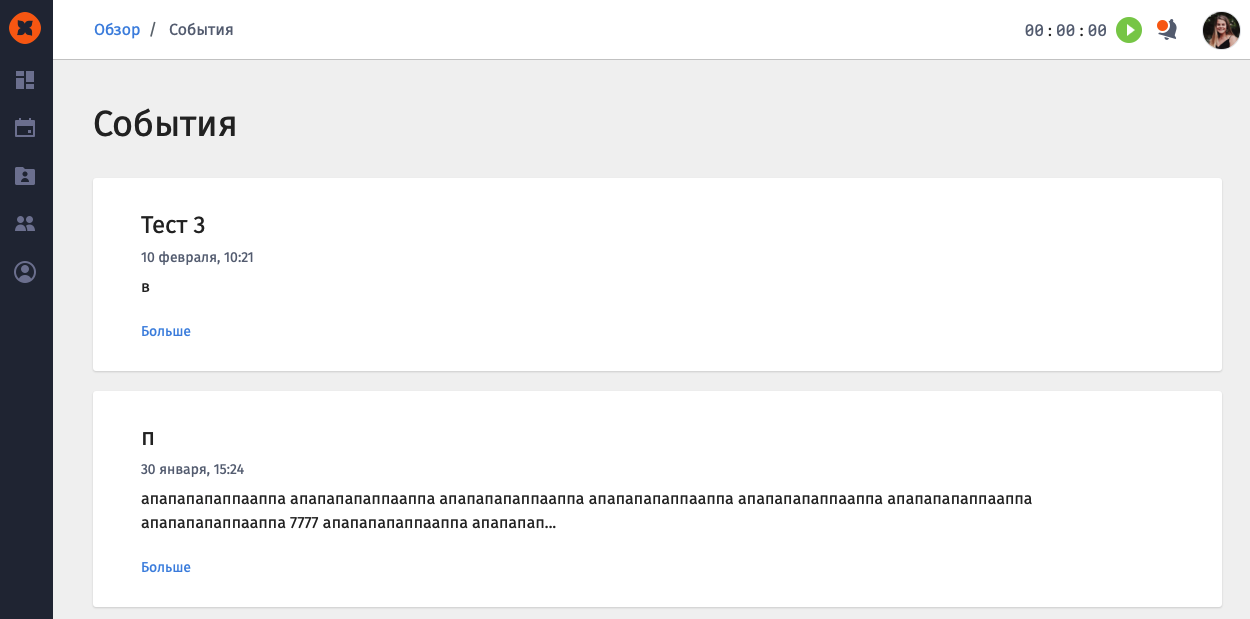 Обзор / События
00:00:00
События
Тест 3
10 февраля, 10:21
в
Больше
п
30 января, 15:24
апапапапаппааппа апапапапаппааппа апапапапаппааппа апапапапаппааппа апапапапаппааппа апапапапаппааппа
апапапапаппааппа 7777 апапапапаппааппа апапапап...
Больше